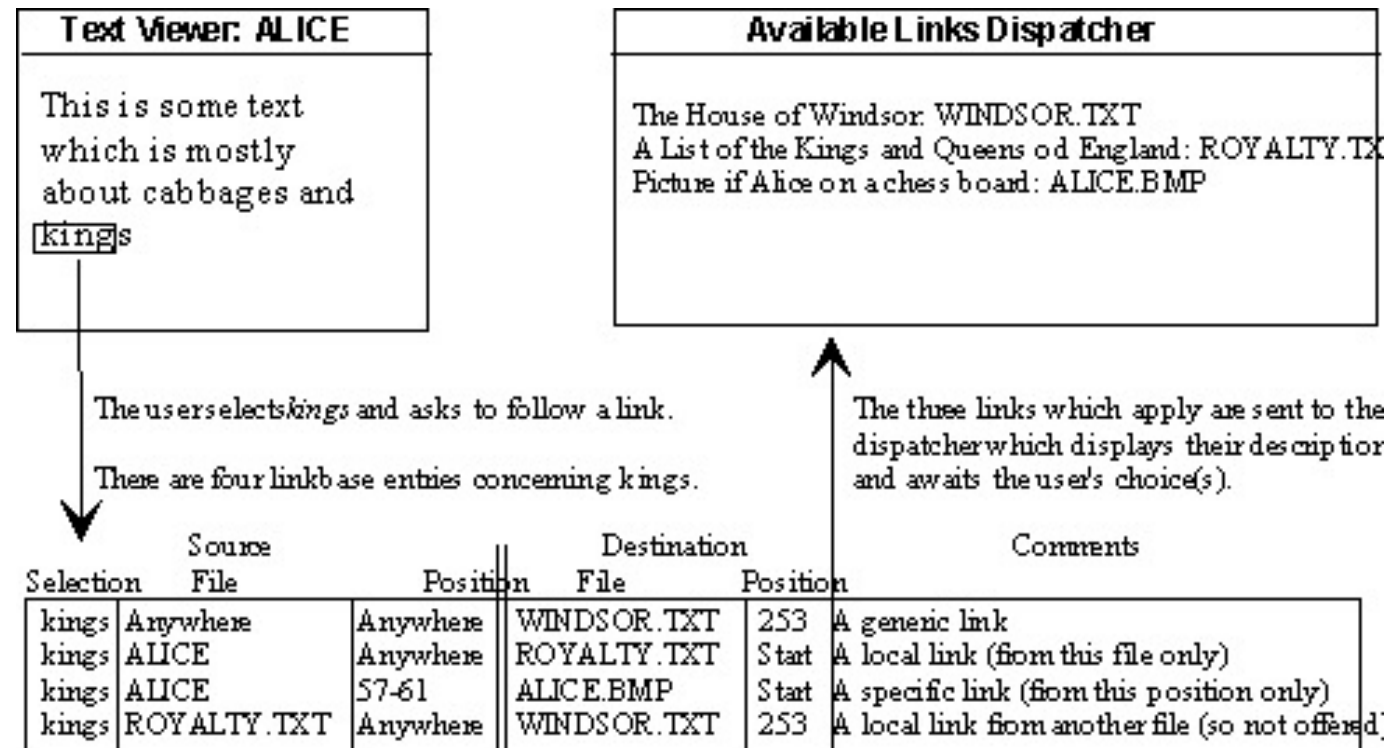 Text Viewer: ALICE
This is some text
which is mostly
about cabbages and
kings
Available Links Dispatcher
The House of Windsor: WINDSOR.TXT
A List of the Kings and Queens od England: ROYALTY.TX
Picture if Alice on a chess board: ALICE.BMP
The user selects kings and asks to follow a link.
There are four linkbase entries concerning kings.
The three links which apply are sent to the
dispatcher which displays their description
and awaits the user's choice(s).
Source Destination Comments
Selection File Position File Position
kings Anywhere Anywhere WINDSOR.TXT 253 A generic link
kings ALICE Anywhere ROYALTY.TXT Start A local link (from this file only)
kings ALICE 57-61 ALICE.BMP Start A specific link (from this position only)
kings ROYALTY.TXT Anywhere WINDSOR.TXT 253 A local link from another file (so not offered)